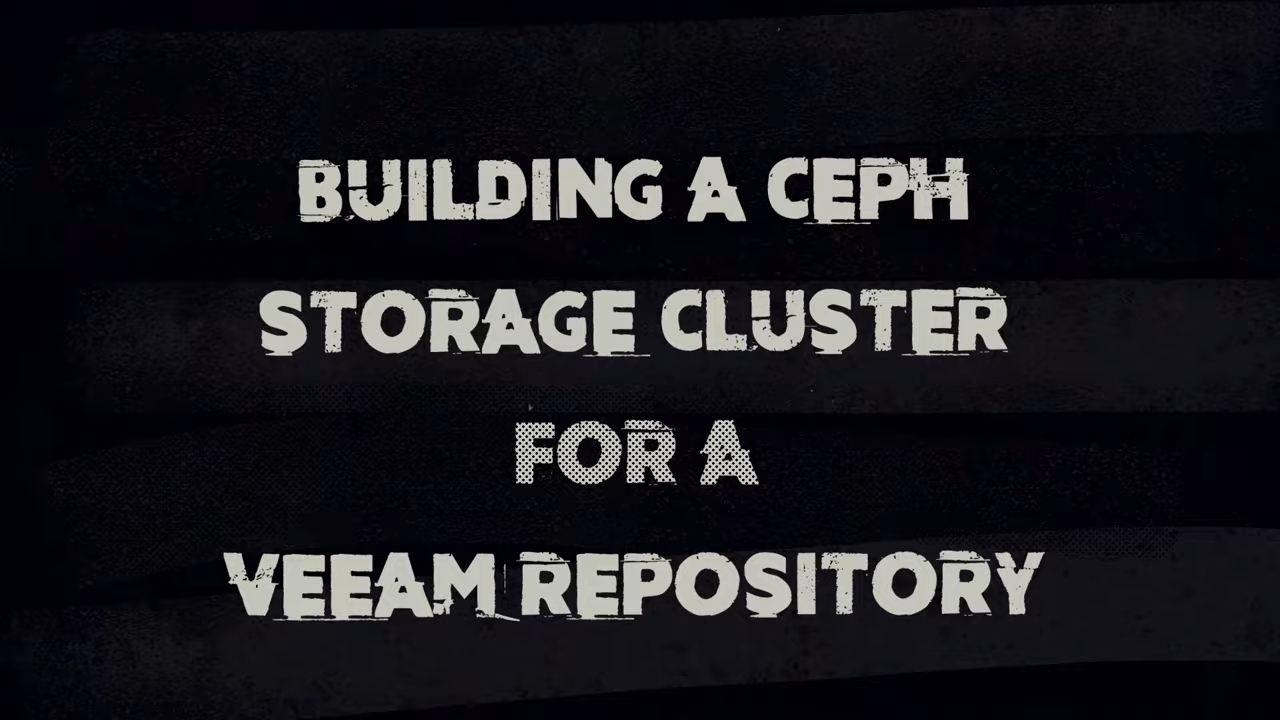 BUILDING A CEPH
STORAGE CLUSTER
FOR A
VEEAM REPOSITORY